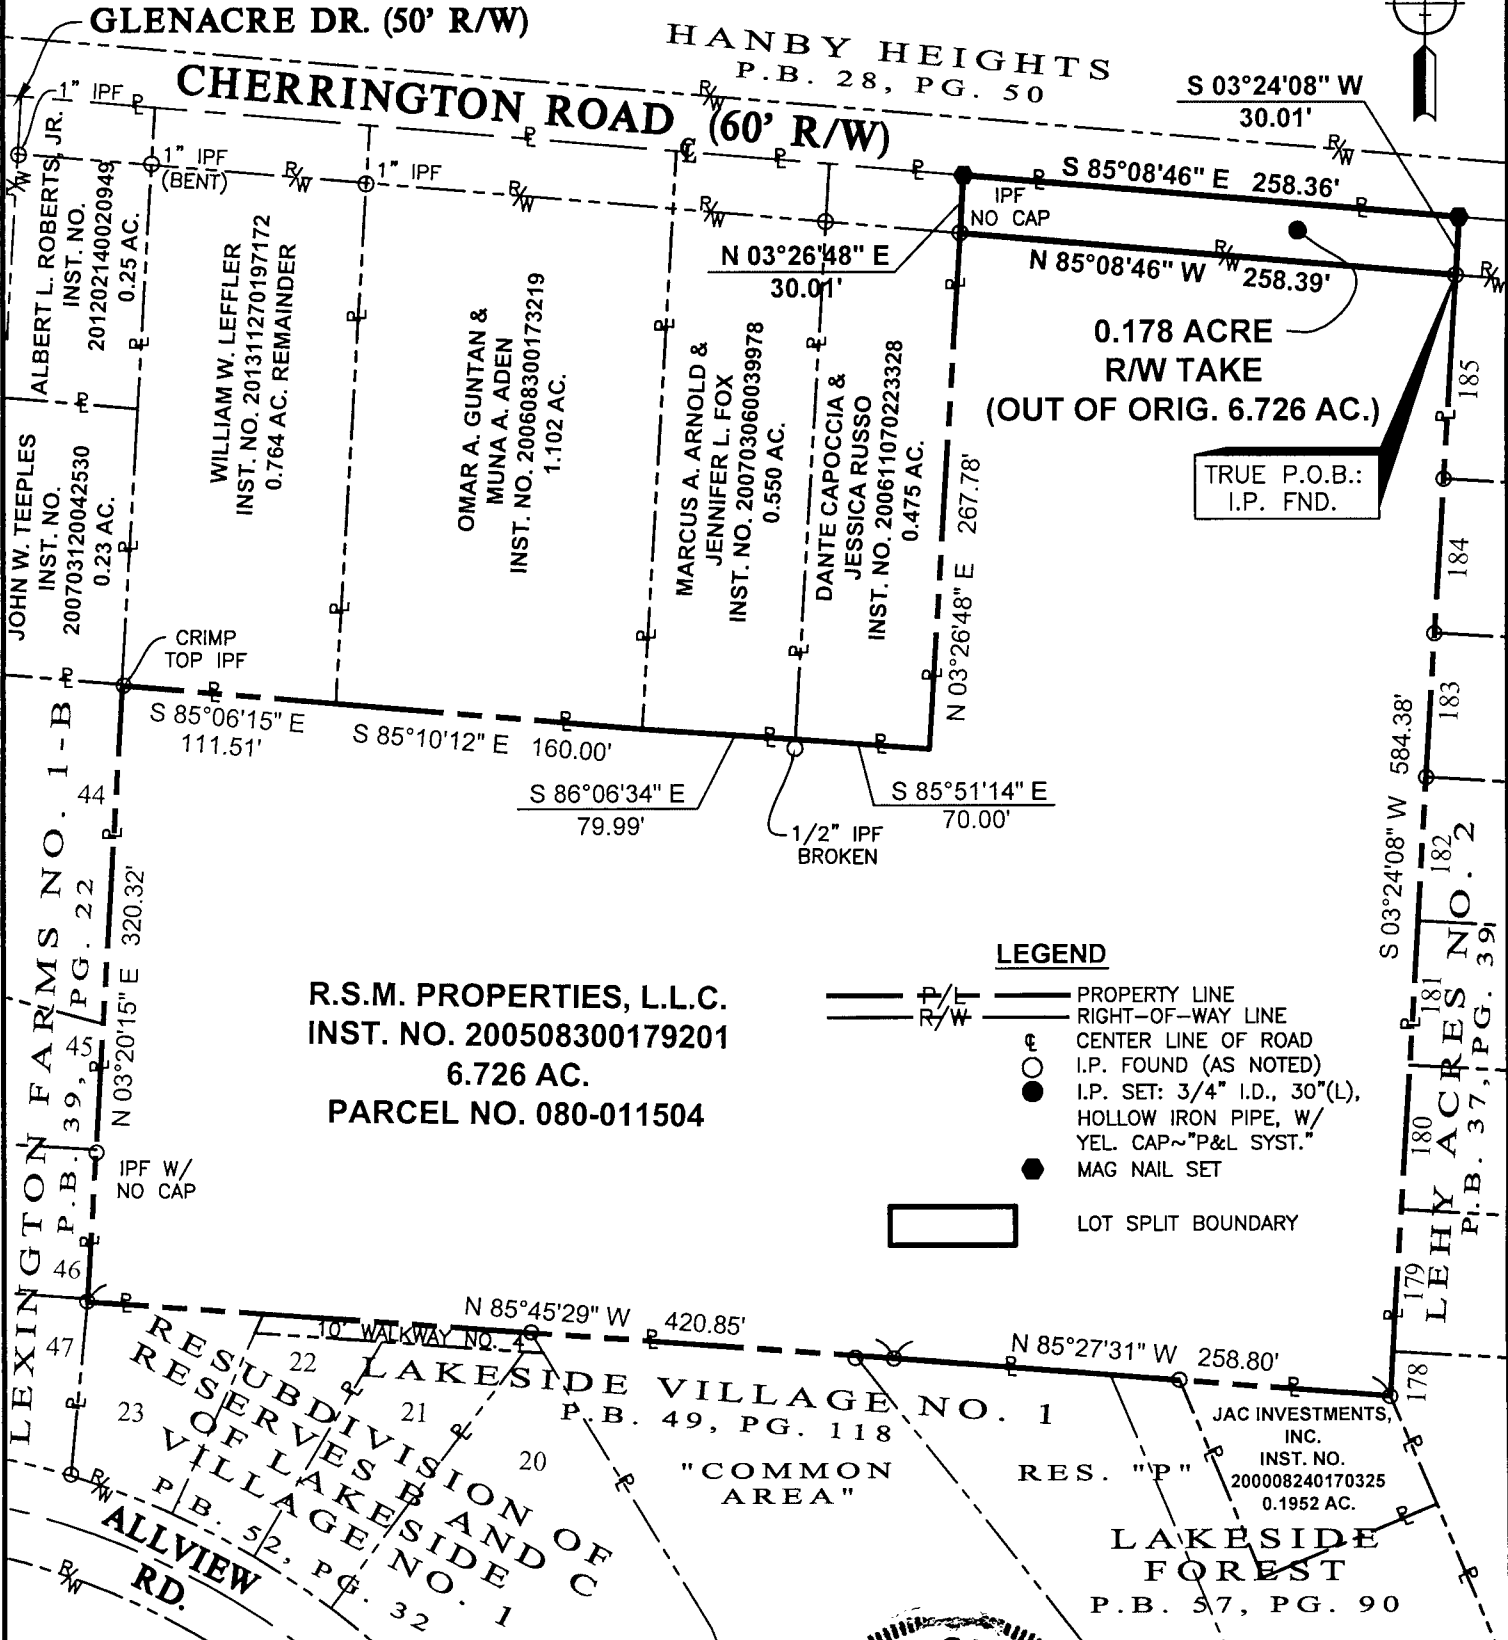 GLENACRE DR. (50' R/W)
HANBY HEIGHTS
P.B. 28, PG. 50
CHERRINGTON ROAD (60' R/W)
S 03°24'08" W
30.01'
1" IPF
1" IPF
(BENT)
1" IPF
S 85°08'46" E 258.36'
IPF
NO CAP
N 03°26'48" E
30.01'
N 85°08'46" W 258.39'
0.178 ACRE
R/W TAKE
(OUT OF ORIG. 6.726 AC.)
TRUE P.O.B.:
I.P. FND.
ALBERT L. ROBERTS, JR.
INST. NO.
201202140020949
0.25 AC.
JOHN W. TEEPLES
INST. NO.
200703120042530
0.23 AC.
WILLIAM W. LEFFLER
INST. NO. 201311270197172
0.764 AC. REMAINDER
OMAR A. GUNTAN &
MUNA A. ADEN
INST. NO. 200608300173219
1.102 AC.
MARCUS A. ARNOLD &
JENNIFER L. FOX
INST. NO. 200703060039978
0.550 AC.
DANTE CAPOCCIA &
JESSICA RUSSO
INST. NO. 200611070223328
0.475 AC.
N 03°26'48" E 267.78'
185
184
183
182
181
180
179
178
S 03°24'08" W 584.38'
LEHY ACRES NO. 2
P.B. 37, PG. 39
CRIMP
TOP IPF
S 85°06'15" E
111.51'
S 85°10'12" E 160.00'
S 86°06'34" E
79.99'
S 85°51'14" E
70.00'
1/2" IPF
BROKEN
LEXINGTON FARMS NO. 1-B
P.B. 39, PG. 22
44
45
46
47
N 03°20'15" E 320.32'
IPF W/
NO CAP
R.S.M. PROPERTIES, L.L.C.
INST. NO. 200508300179201
6.726 AC.
PARCEL NO. 080-011504
LEGEND
P/L PROPERTY LINE
R/W RIGHT-OF-WAY LINE
℄ CENTER LINE OF ROAD
I.P. FOUND (AS NOTED)
I.P. SET: 3/4" I.D., 30"(L),
HOLLOW IRON PIPE, W/
YEL. CAP~"P&L SYST."
MAG NAIL SET
LOT SPLIT BOUNDARY
N 85°45'29" W 420.85'
N 85°27'31" W 258.80'
10' WALKWAY NO. 4
22
23
21
20
LAKESIDE VILLAGE NO. 1
P.B. 49, PG. 118
"COMMON
AREA"
RES. "P"
RESUBDIVISION OF
RESERVES B AND C
OF LAKESIDE
VILLAGE NO. 1
P.B. 52, PG. 32
ALLVIEW
RD.
JAC INVESTMENTS,
INC.
INST. NO.
200008240170325
0.1952 AC.
LAKESIDE
FOREST
P.B. 57, PG. 90